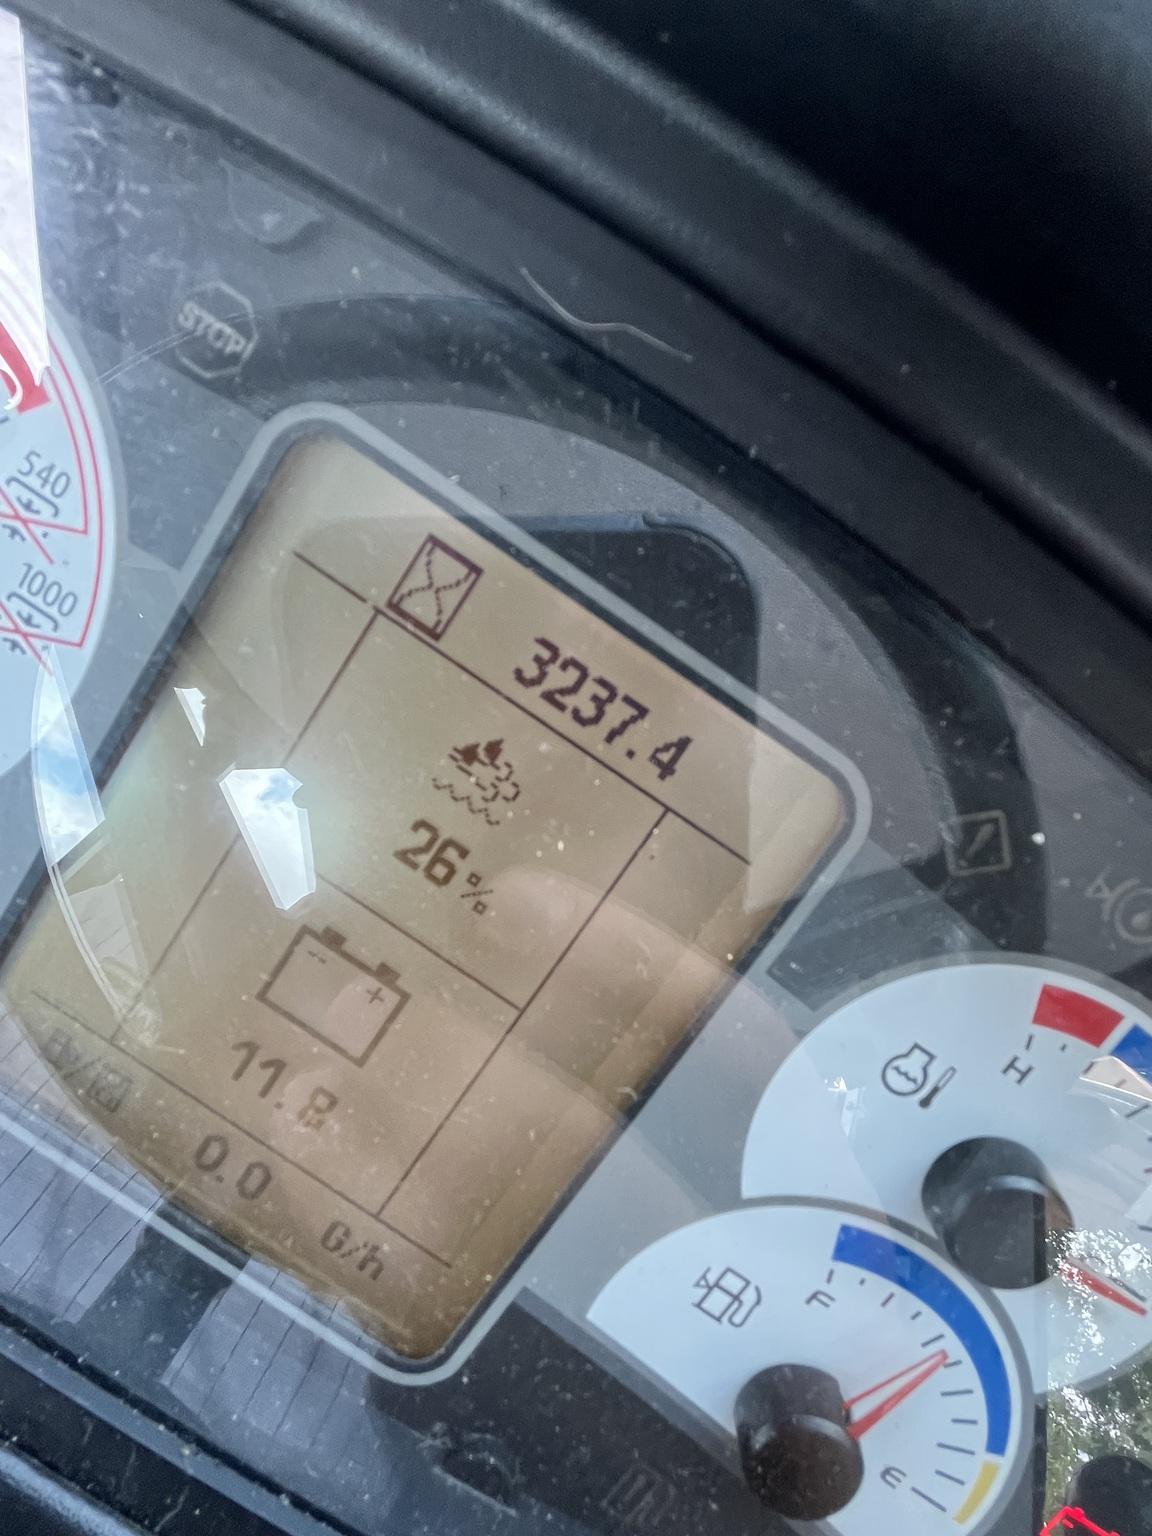 STOP
540
1000
3237.4
26%
- +
11.8
0.0
G/h
H
F
E